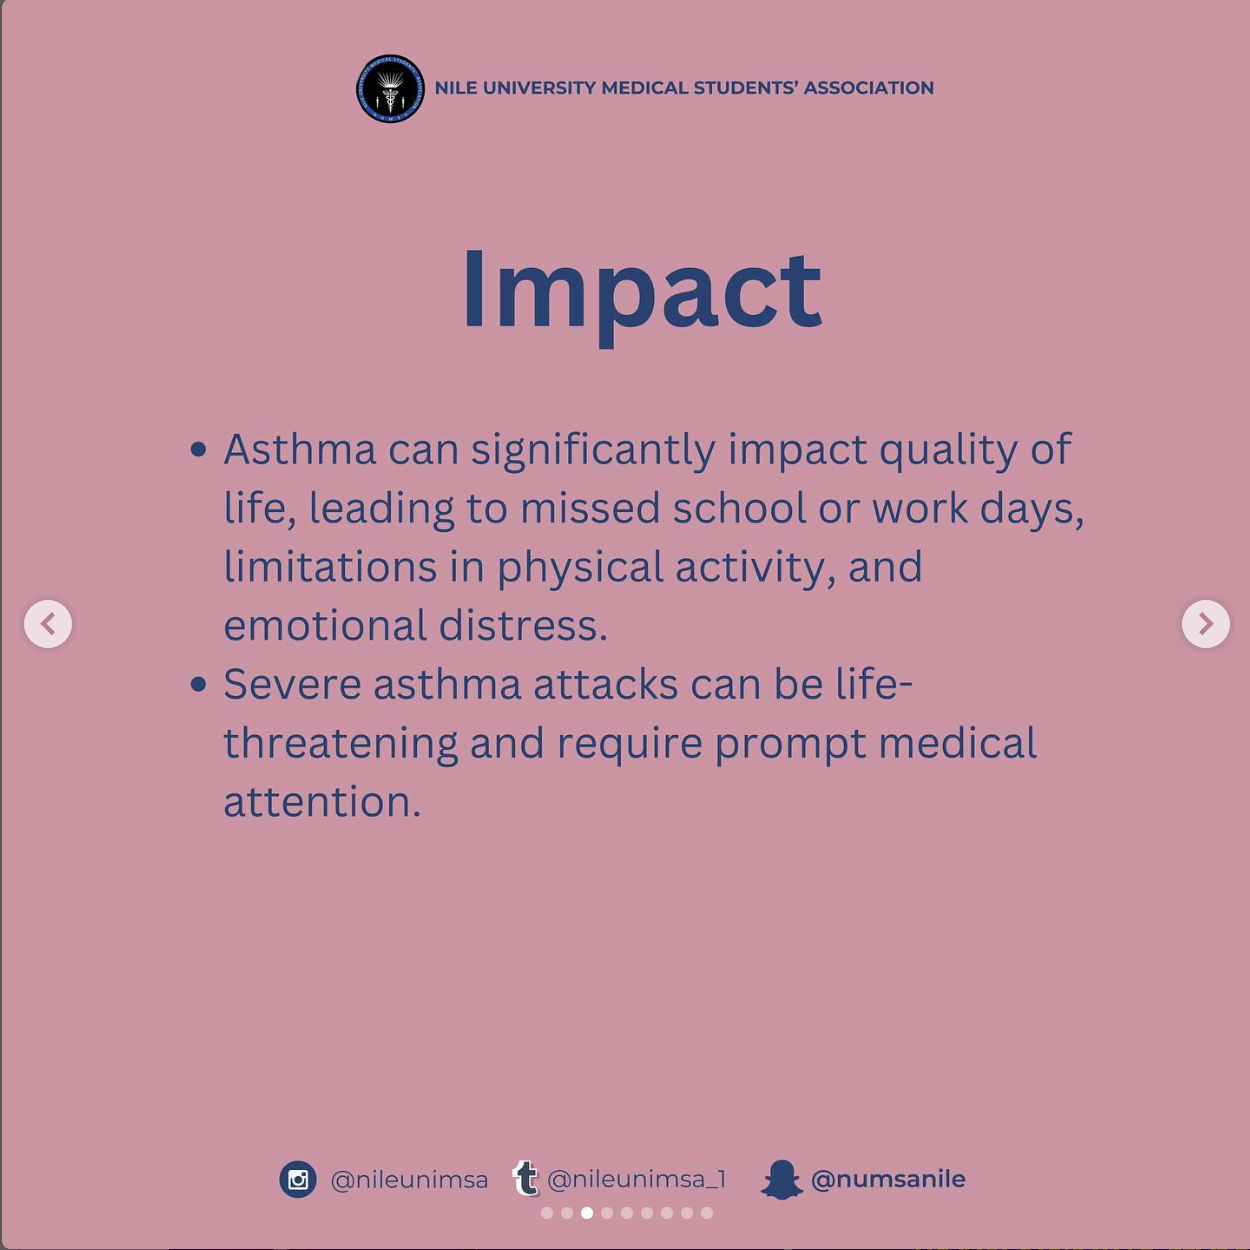 NILE UNIVERSITY MEDICAL STUDENTS' ASSOCIATION
Impact
• Asthma can significantly impact quality of
life, leading to missed school or work days,
limitations in physical activity, and
emotional distress.
• Severe asthma attacks can be life-
threatening and require prompt medical
attention.
@nileunimsa @nileunimsa_1 @numsanile